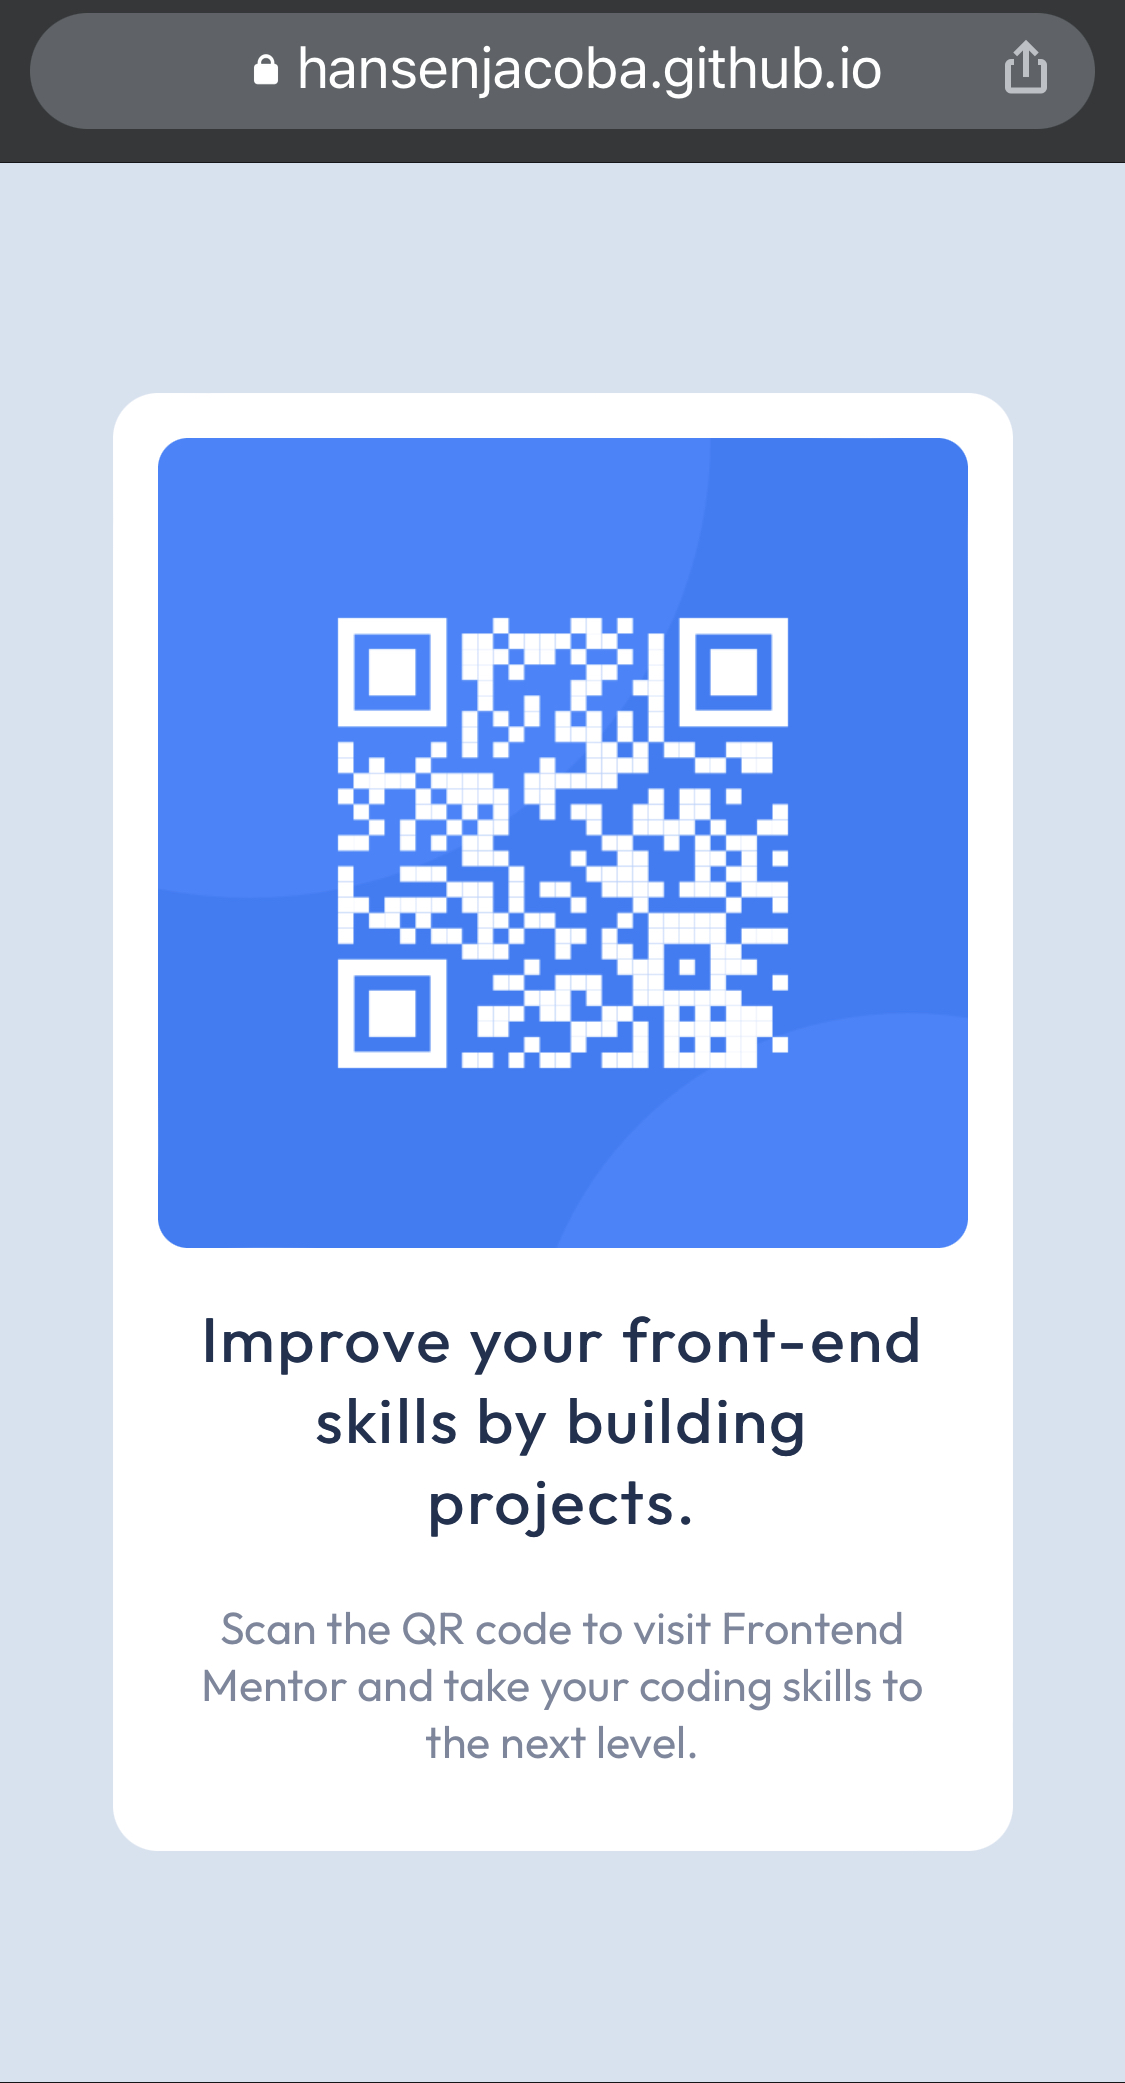 hansenjacoba.github.io
Improve your front-end
skills by building
projects.
Scan the QR code to visit Frontend
Mentor and take your coding skills to
the next level.